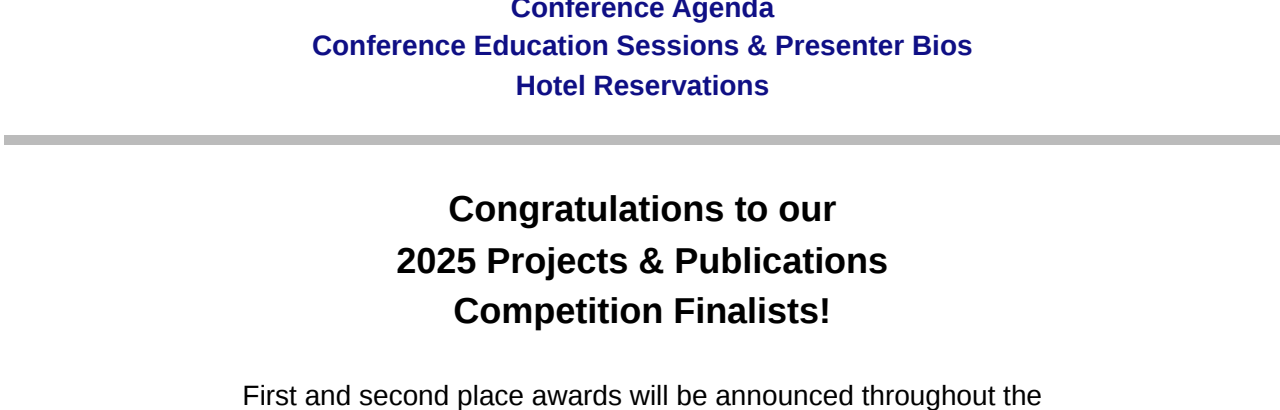 Conference Agenda
Conference Education Sessions & Presenter Bios
Hotel Reservations
Congratulations to our
2025 Projects & Publications
Competition Finalists!
First and second place awards will be announced throughout the